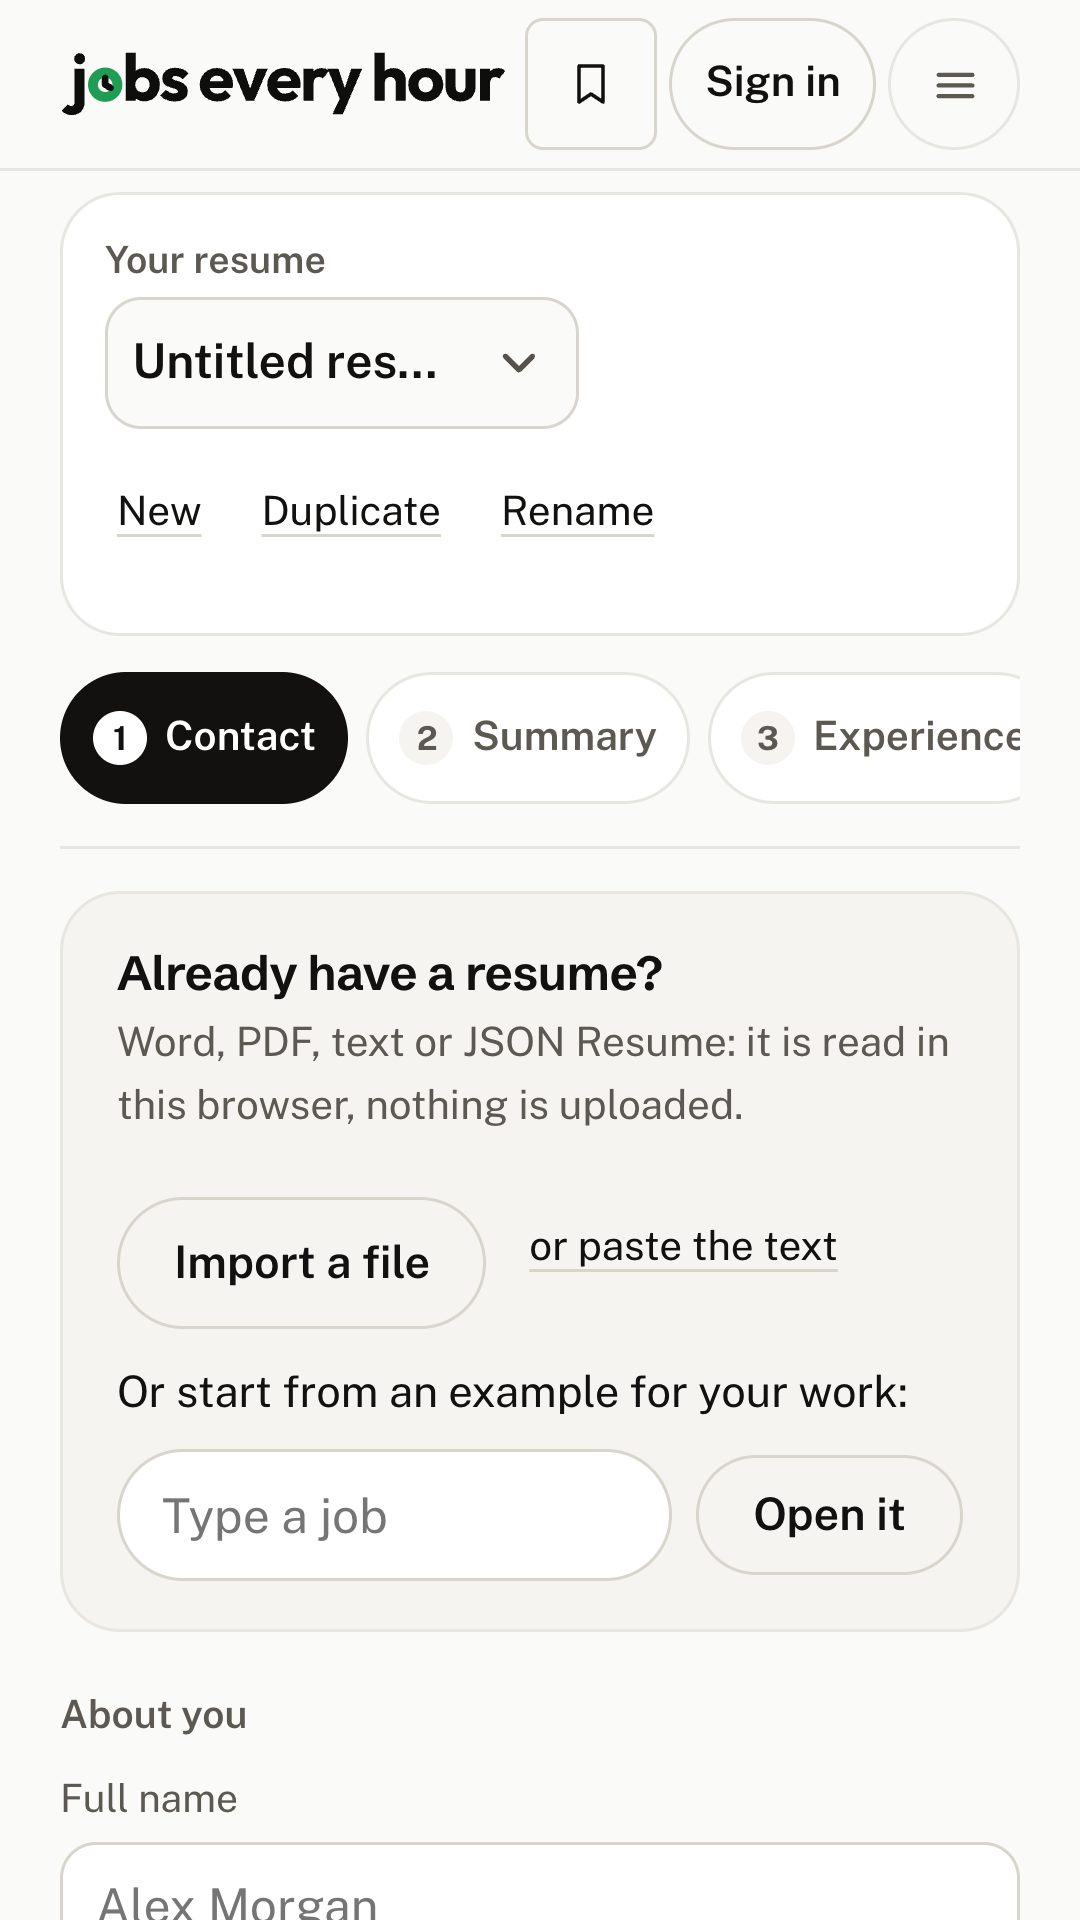 jobs every hour
Sign in
Your resume
Untitled res...
New Duplicate Rename
1 Contact 2 Summary 3 Experience
Already have a resume?
Word, PDF, text or JSON Resume: it is read in
this browser, nothing is uploaded.
Import a file or paste the text
Or start from an example for your work:
Type a job Open it
About you
Full name
Alex Morgan